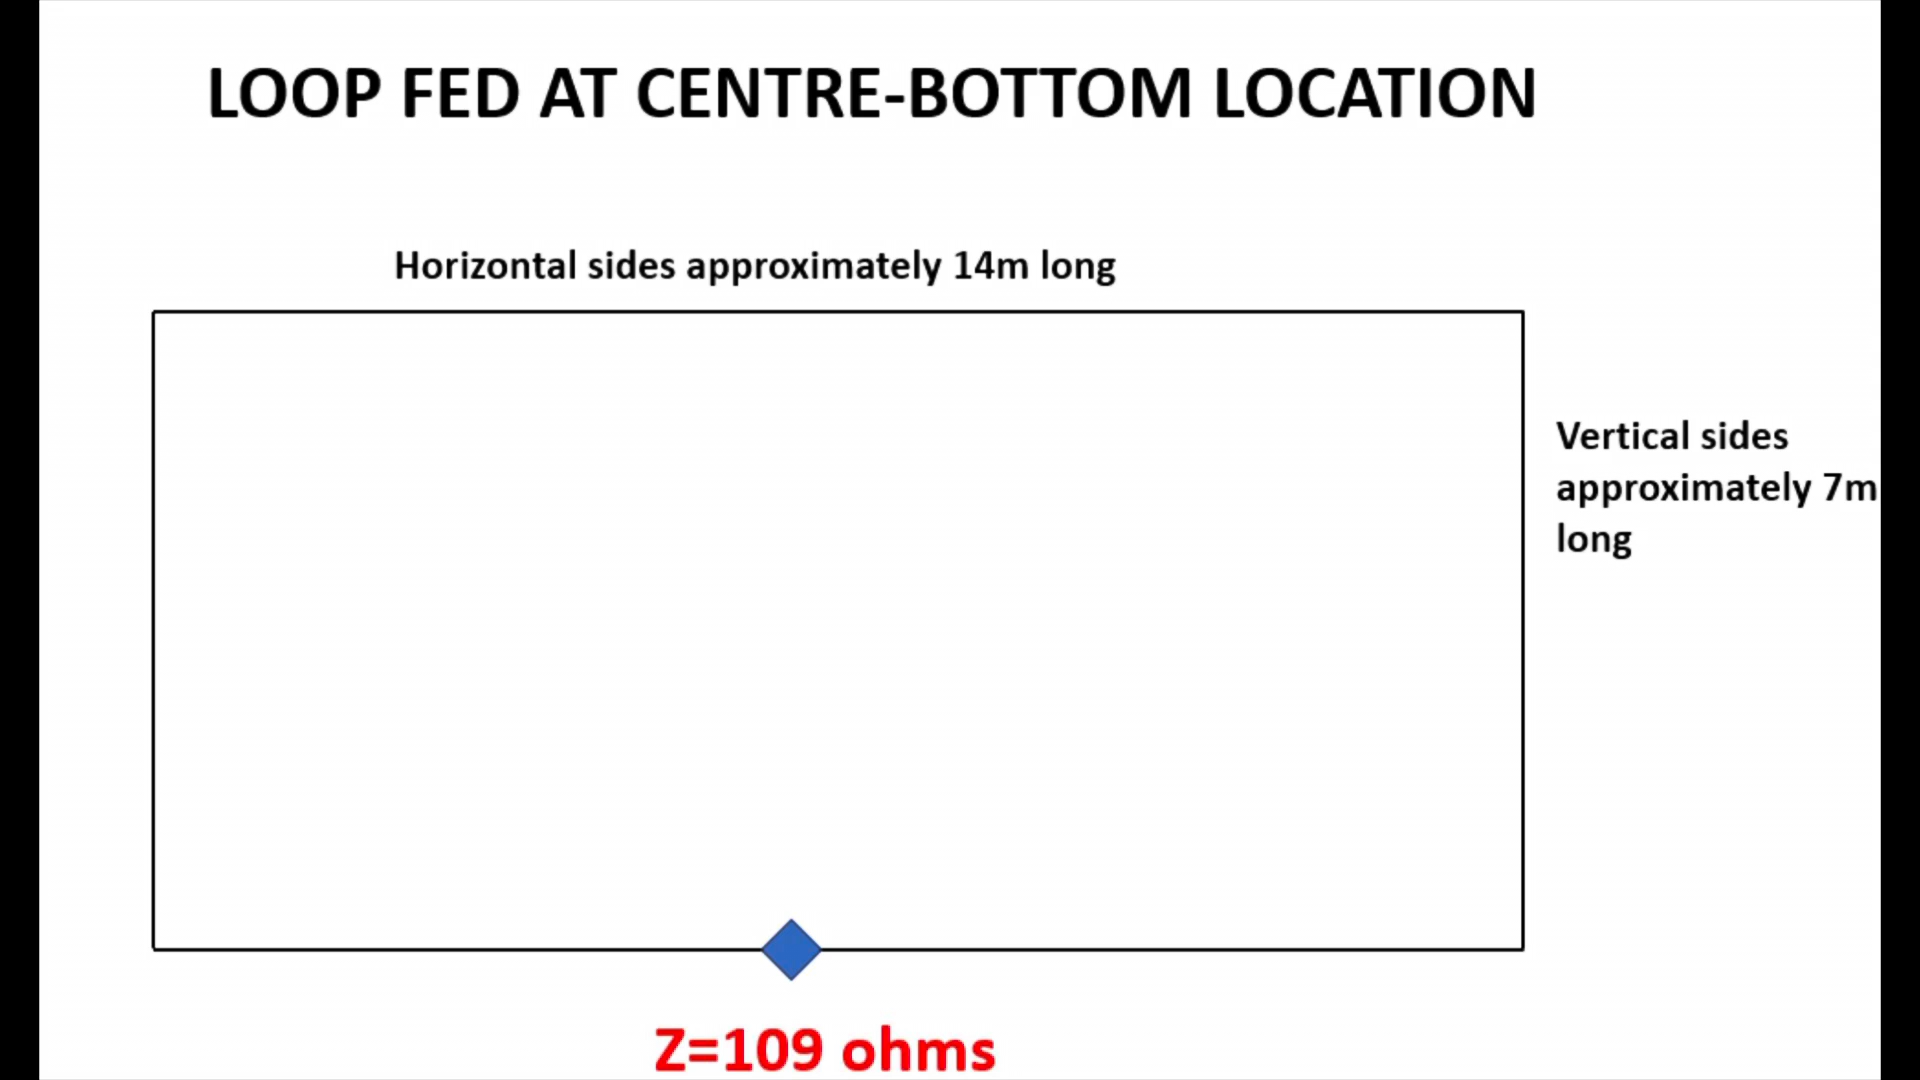 LOOP FED AT CENTRE-BOTTOM LOCATION
Horizontal sides approximately 14m long
Vertical sides
approximately 7m
long
Z=109 ohms